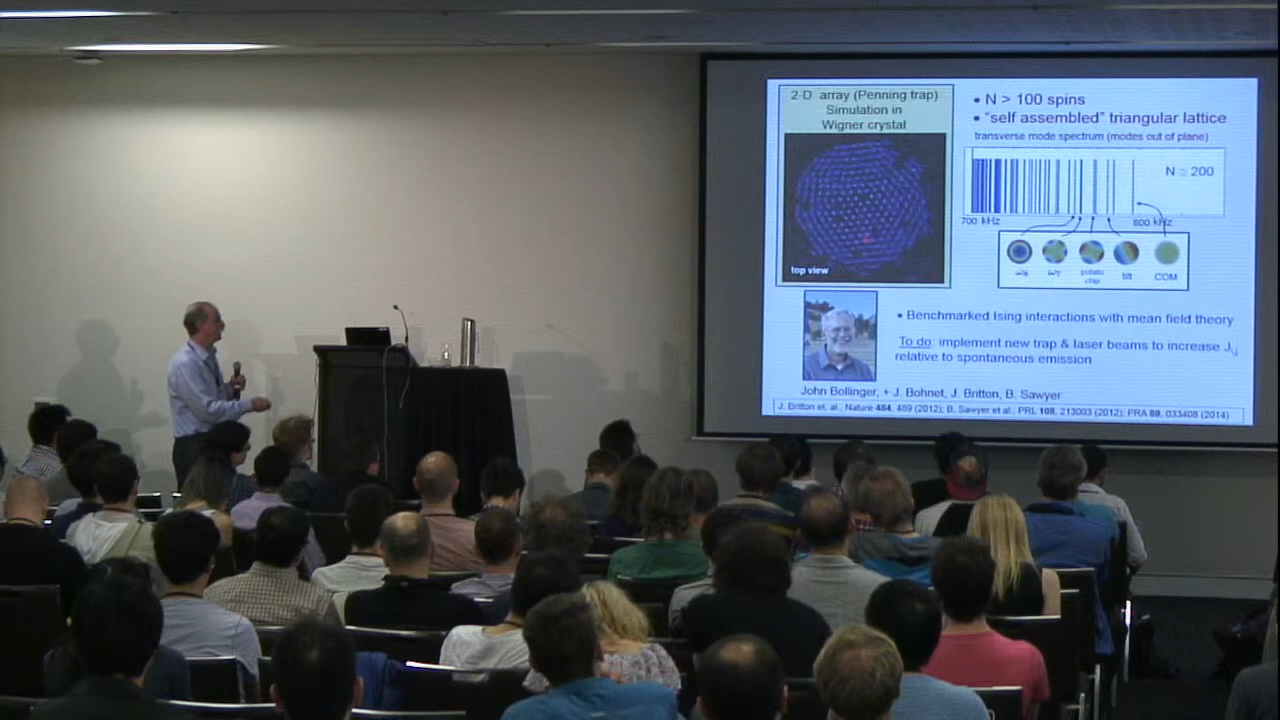 2-D array (Penning trap)
Simulation in
Wigner crystal
top view
• N > 100 spins
• "self assembled" triangular lattice
transverse mode spectrum (modes out of plane)
N = 200
700 kHz
800 kHz
potato
chip
tilt
COM
• Benchmarked Ising interactions with mean field theory
To do: implement new trap & laser beams to increase Ji,j
relative to spontaneous emission
John Bollinger, + J. Bohnet, J. Britton, B. Sawyer
J. Britton et. al., Nature 484, 489 (2012); B. Sawyer et al., PRL 108, 213003 (2012); PRA 89, 033408 (2014)